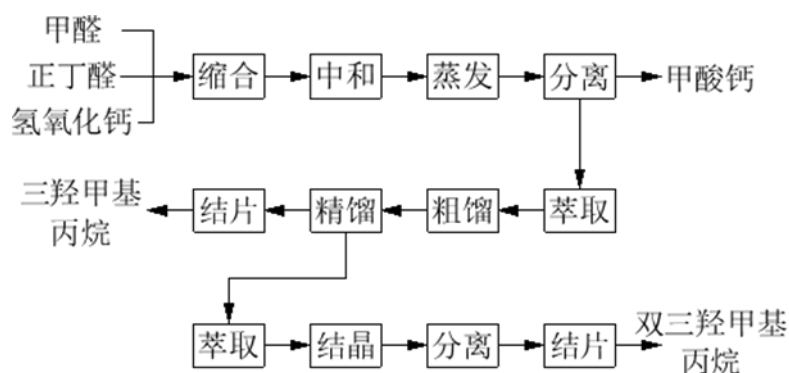 甲醛
正丁醛
氢氧化钙
缩合
中和
蒸发
分离
甲酸钙
三羟甲基
丙烷
结片
精馏
粗馏
萃取
萃取
结晶
分离
结片
双三羟甲基
丙烷